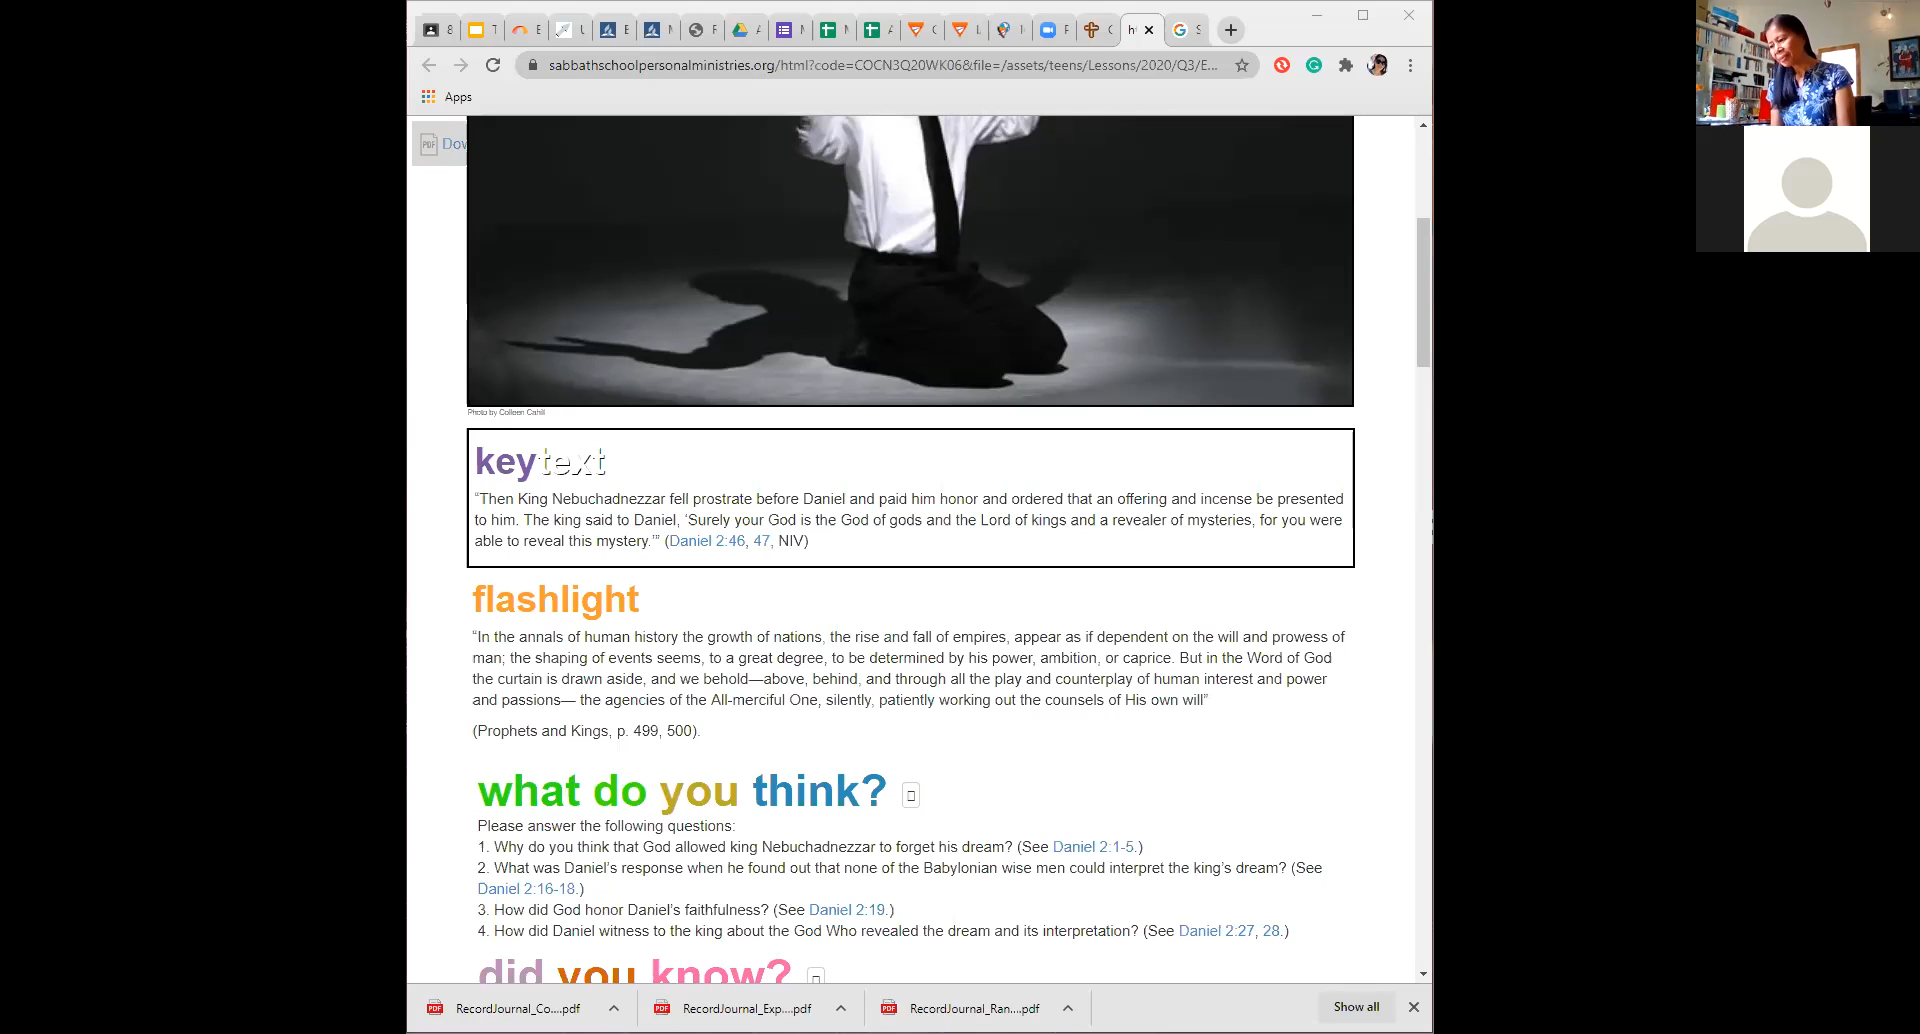 8
T
E
U
E
M
F
A
M
M
A
C
P
C
h
S
sabbathschoolpersonalministries.org/html?code=COCN3Q20WK06&file=/assets/teens/Lessons/2020/Q3/E...
Apps
PDF Dov
Photo by Colleen Cahill
keytext
“Then King Nebuchadnezzar fell prostrate before Daniel and paid him honor and ordered that an offering and incense be presented
to him. The king said to Daniel, ‘Surely your God is the God of gods and the Lord of kings and a revealer of mysteries, for you were
able to reveal this mystery.’” (Daniel 2:46, 47, NIV)
flashlight
“In the annals of human history the growth of nations, the rise and fall of empires, appear as if dependent on the will and prowess of
man; the shaping of events seems, to a great degree, to be determined by his power, ambition, or caprice. But in the Word of God
the curtain is drawn aside, and we behold—above, behind, and through all the play and counterplay of human interest and power
and passions— the agencies of the All-merciful One, silently, patiently working out the counsels of His own will”
(Prophets and Kings, p. 499, 500).
what do you think?
Please answer the following questions:
1. Why do you think that God allowed king Nebuchadnezzar to forget his dream? (See Daniel 2:1-5.)
2. What was Daniel’s response when he found out that none of the Babylonian wise men could interpret the king’s dream? (See
Daniel 2:16-18.)
3. How did God honor Daniel’s faithfulness? (See Daniel 2:19.)
4. How did Daniel witness to the king about the God Who revealed the dream and its interpretation? (See Daniel 2:27, 28.)
did you know?
RecordJournal_Co....pdf
RecordJournal_Exp....pdf
RecordJournal_Ran....pdf
Show all